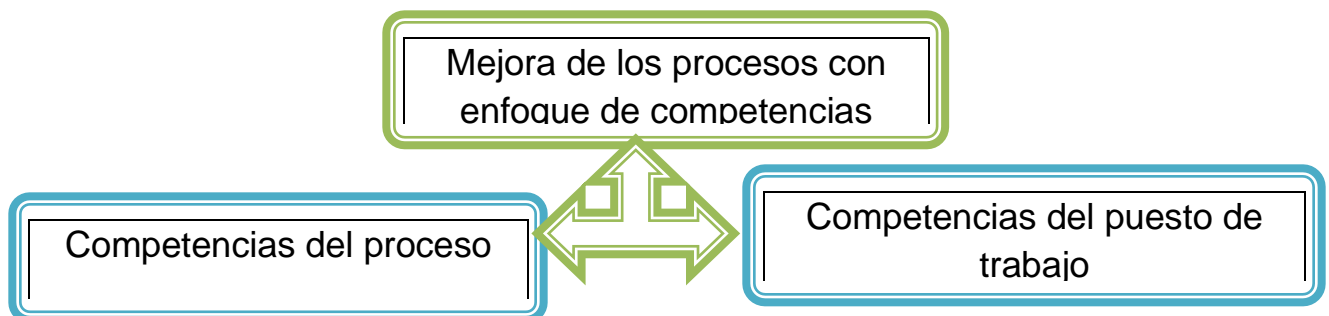 Mejora de los procesos con
enfoque de competencias
Competencias del proceso
Competencias del puesto de
trabajo